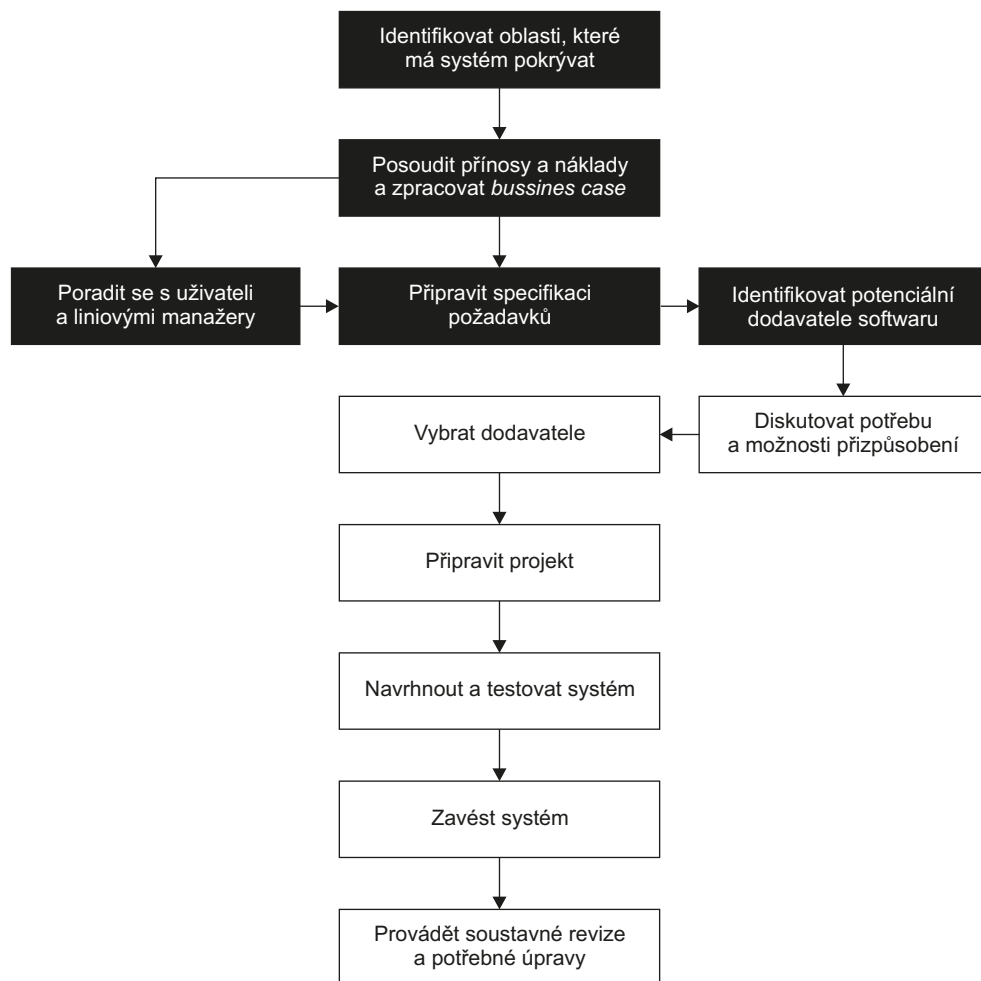 Identifikovat oblasti, které
má systém pokrývat
Posoudit přínosy a náklady
a zpracovat bussines case
Poradit se s uživateli
a liniovými manažery
Připravit specifikaci
požadavků
Identifikovat potenciální
dodavatele softwaru
Vybrat dodavatele
Diskutovat potřebu
a možnosti přizpůsobení
Připravit projekt
Navrhnout a testovat systém
Zavést systém
Provádět soustavné revize
a potřebné úpravy